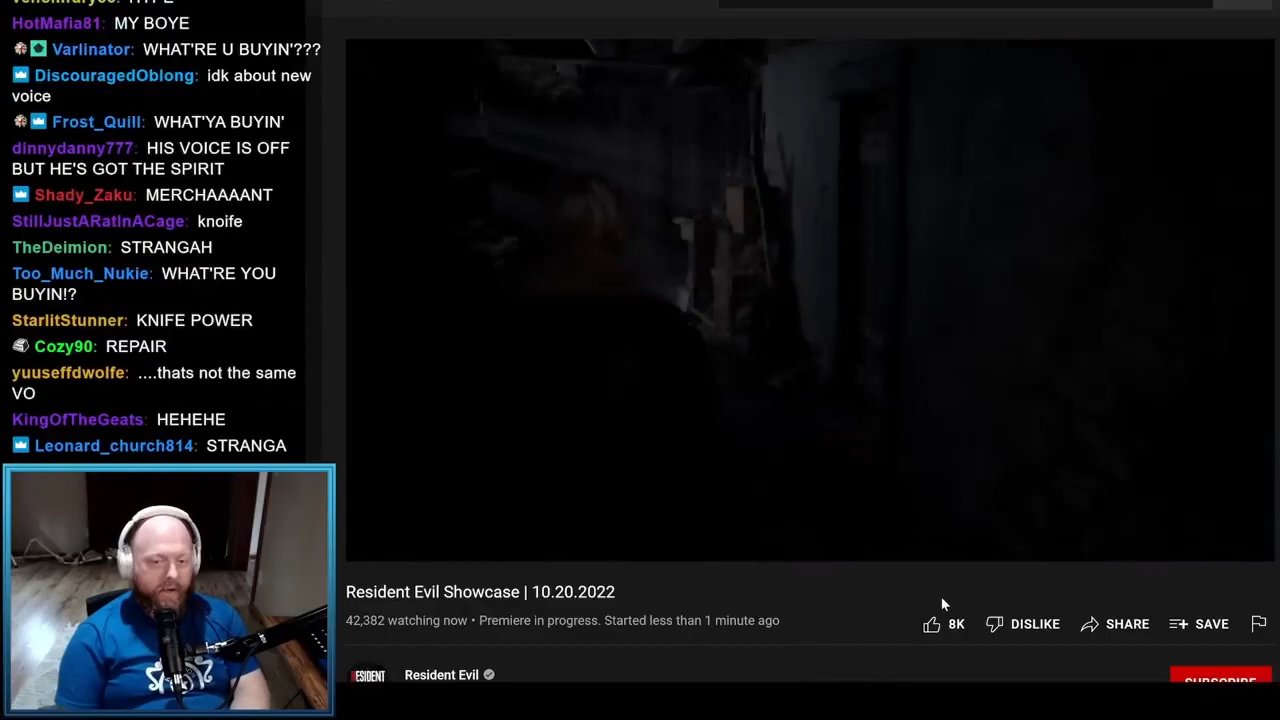 HotMafia81: MY BOYE
Varlinator: WHAT'RE U BUYIN'???
DiscouragedOblong: idk about new
voice
Frost_Quill: WHAT'YA BUYIN'
dinnydanny777: HIS VOICE IS OFF
BUT HE'S GOT THE SPIRIT
Shady_Zaku: MERCHAAAANT
StillJustARatInACage: knoife
TheDeimion: STRANGAH
Too_Much_Nukie: WHAT'RE YOU
BUYIN!?
StarlitStunner: KNIFE POWER
Cozy90: REPAIR
yuuseffdwolfe: ....thats not the same
VO
KingOfTheGeats: HEHEHE
Leonard_church814: STRANGA
Resident Evil Showcase | 10.20.2022
42,382 watching now • Premiere in progress. Started less than 1 minute ago
8K
DISLIKE
SHARE
SAVE
RESIDENT
Resident Evil
SUBSCRIBE